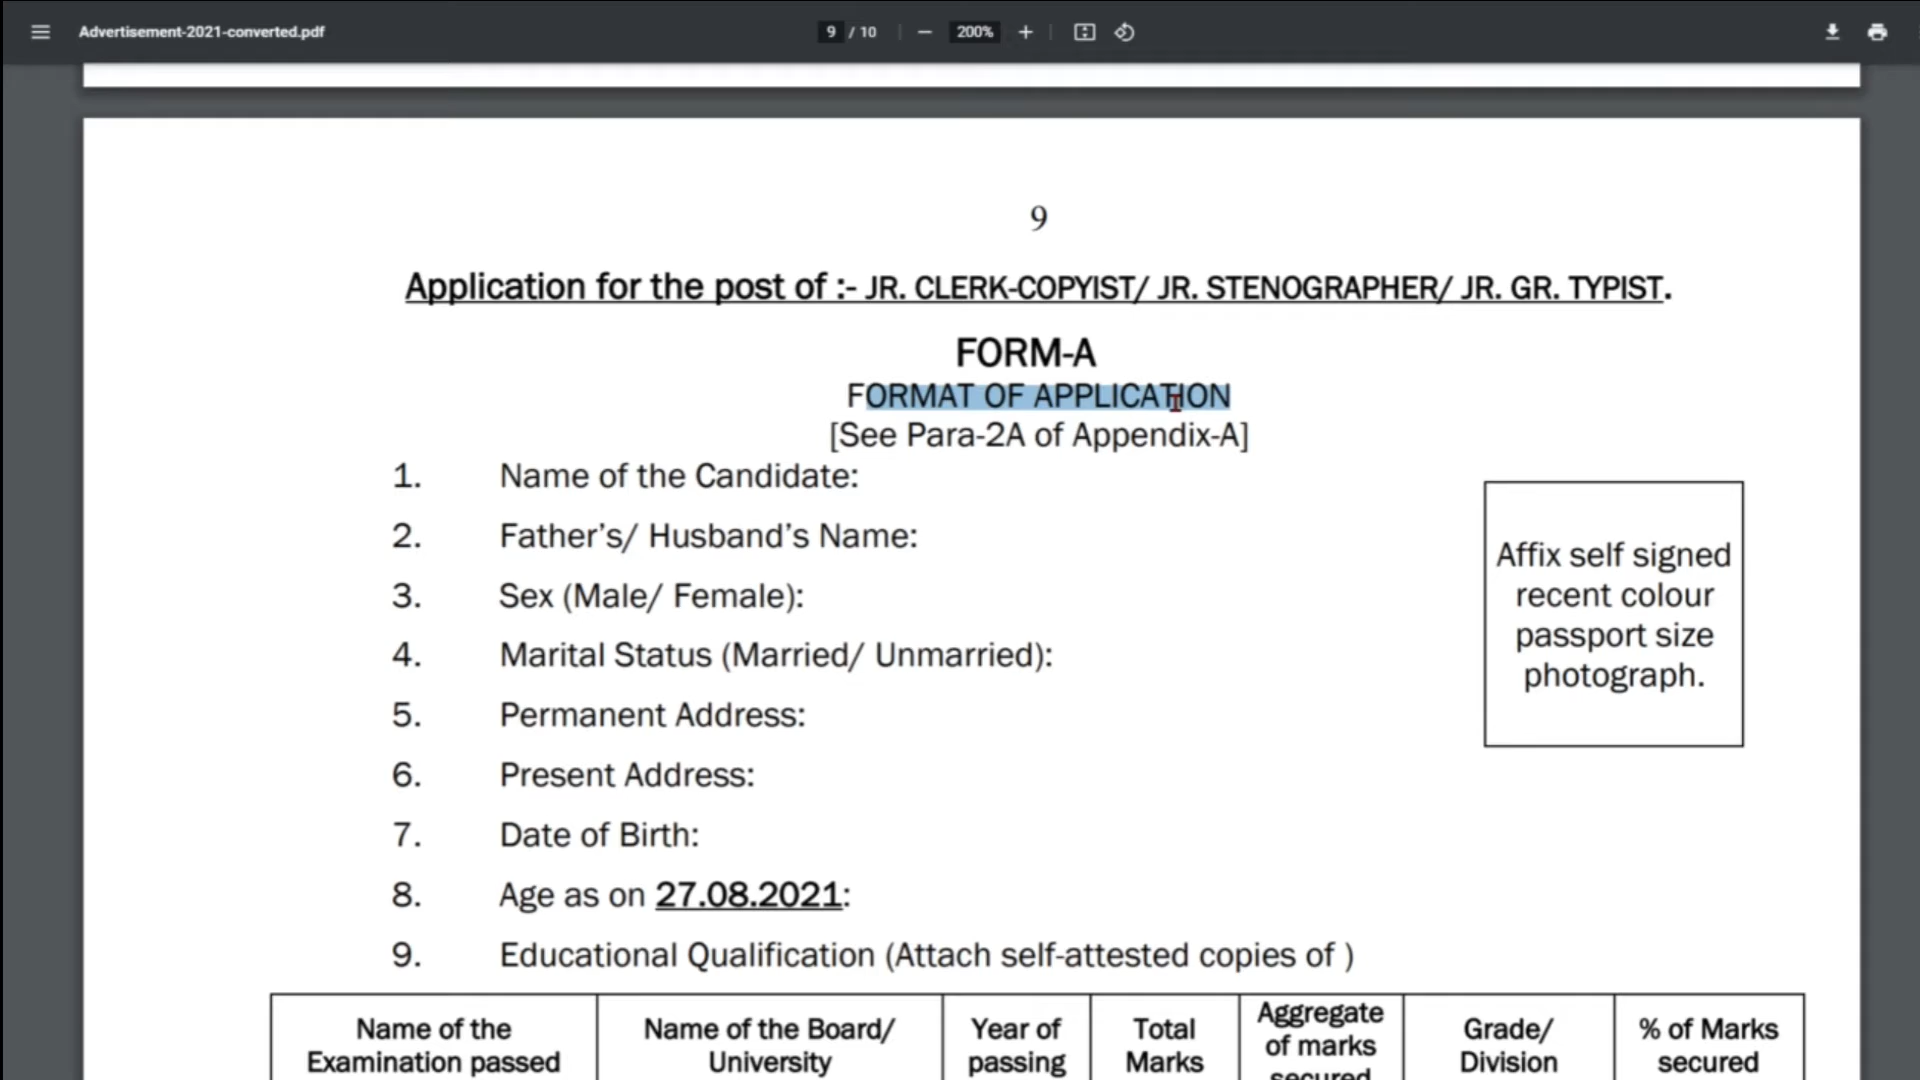 Advertisement-2021-converted.pdf
9 / 10
200%
9
Application for the post of :- JR. CLERK-COPYIST/ JR. STENOGRAPHER/ JR. GR. TYPIST.
FORM-A
FORMAT OF APPLICATION
[See Para-2A of Appendix-A]
1. Name of the Candidate:
2. Father's/ Husband's Name:
3. Sex (Male/ Female):
4. Marital Status (Married/ Unmarried):
5. Permanent Address:
6. Present Address:
7. Date of Birth:
8. Age as on 27.08.2021:
9. Educational Qualification (Attach self-attested copies of )
Affix self signed
recent colour
passport size
photograph.
Name of the
Examination passed
Name of the Board/
University
Year of
passing
Total
Marks
Aggregate
of marks
secured
Grade/
Division
% of Marks
secured